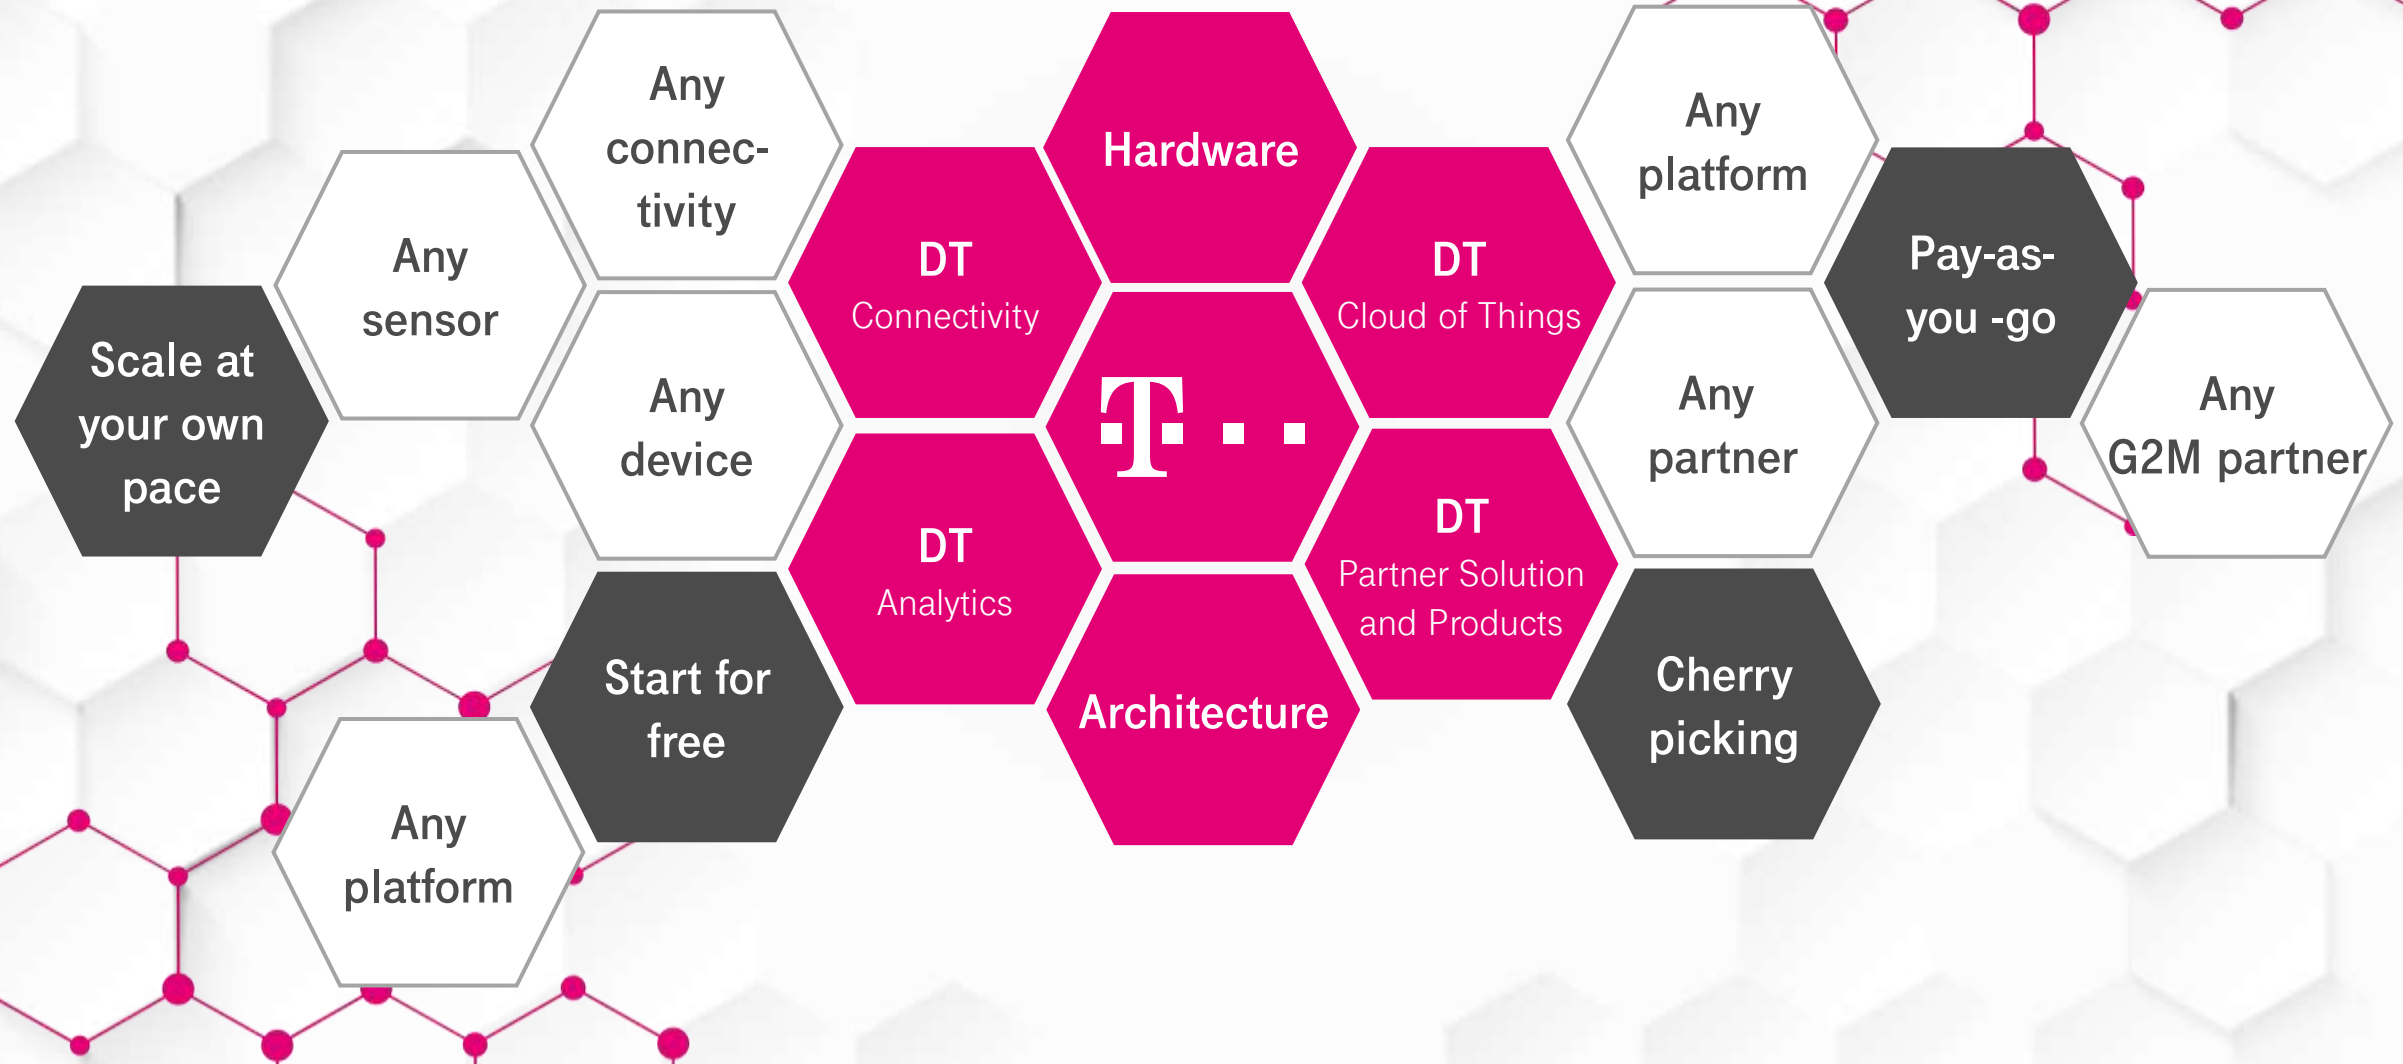 Any
connec-
tivity
Hardware
Any
platform
Any
sensor
DT
Connectivity
DT
Cloud of Things
Pay-as-
you -go
Scale at
your own
pace
Any
device
T
Any
partner
Any
G2M partner
DT
Analytics
DT
Partner Solution
and Products
Start for
free
Architecture
Cherry
picking
Any
platform